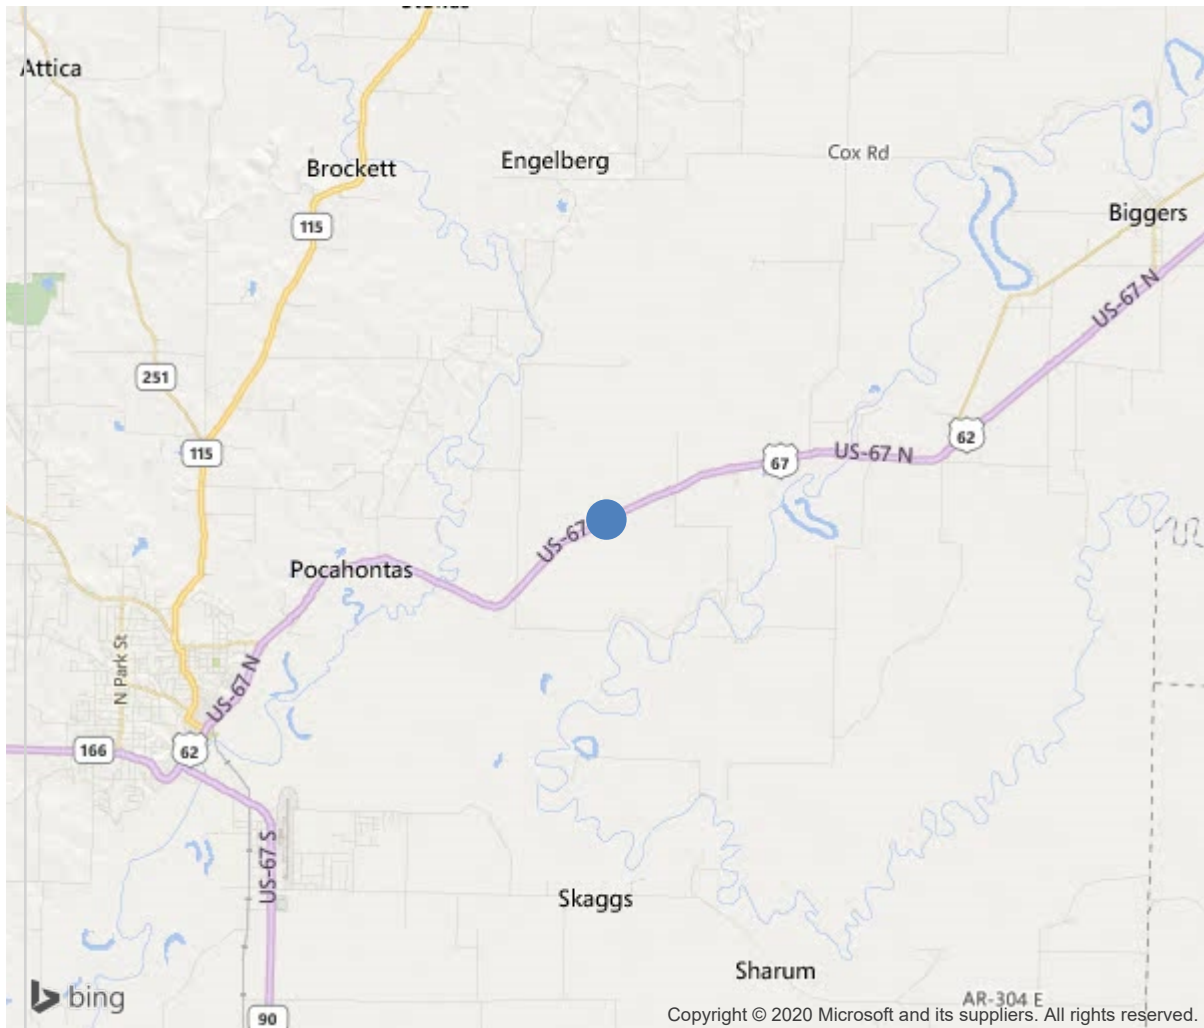 Attica
Brockett
Engelberg
Cox Rd
Biggers
115
US-67 N
251
115
62
67
US-67 N
US-67
Pocahontas
N Park St
US-67 N
166
62
US-67 S
Skaggs
Sharum
AR-304 E
bing
90
Copyright © 2020 Microsoft and its suppliers. All rights reserved.